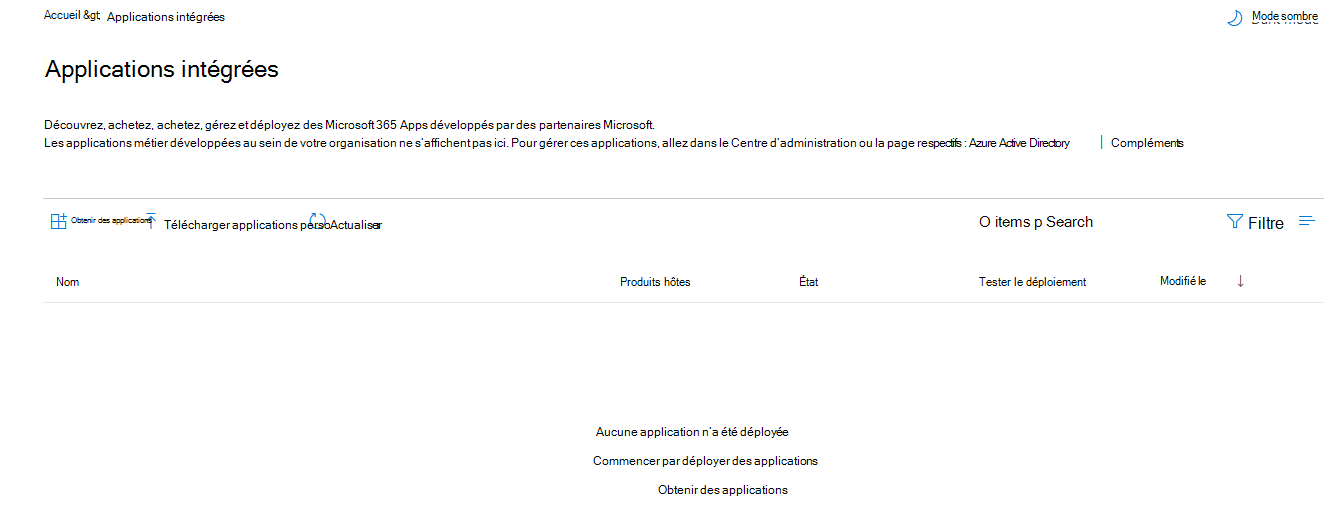 Accueil &gt; Applications intégrées
Mode sombre
Applications intégrées
Découvrez, achetez, achetez, gérez et déployez des Microsoft 365 Apps développés par des partenaires Microsoft.
Les applications métier développées au sein de votre organisation ne s'affichent pas ici. Pour gérer ces applications, allez dans le Centre d'administration ou la page respectifs : Azure Active Directory | Compléments
Obtenir des applications
Télécharger applications perso
Actualiser
O items p Search
Filtre
Nom Produits hôtes État Tester le déploiement Modifié le ↓
Aucune application n'a été déployée
Commencer par déployer des applications
Obtenir des applications